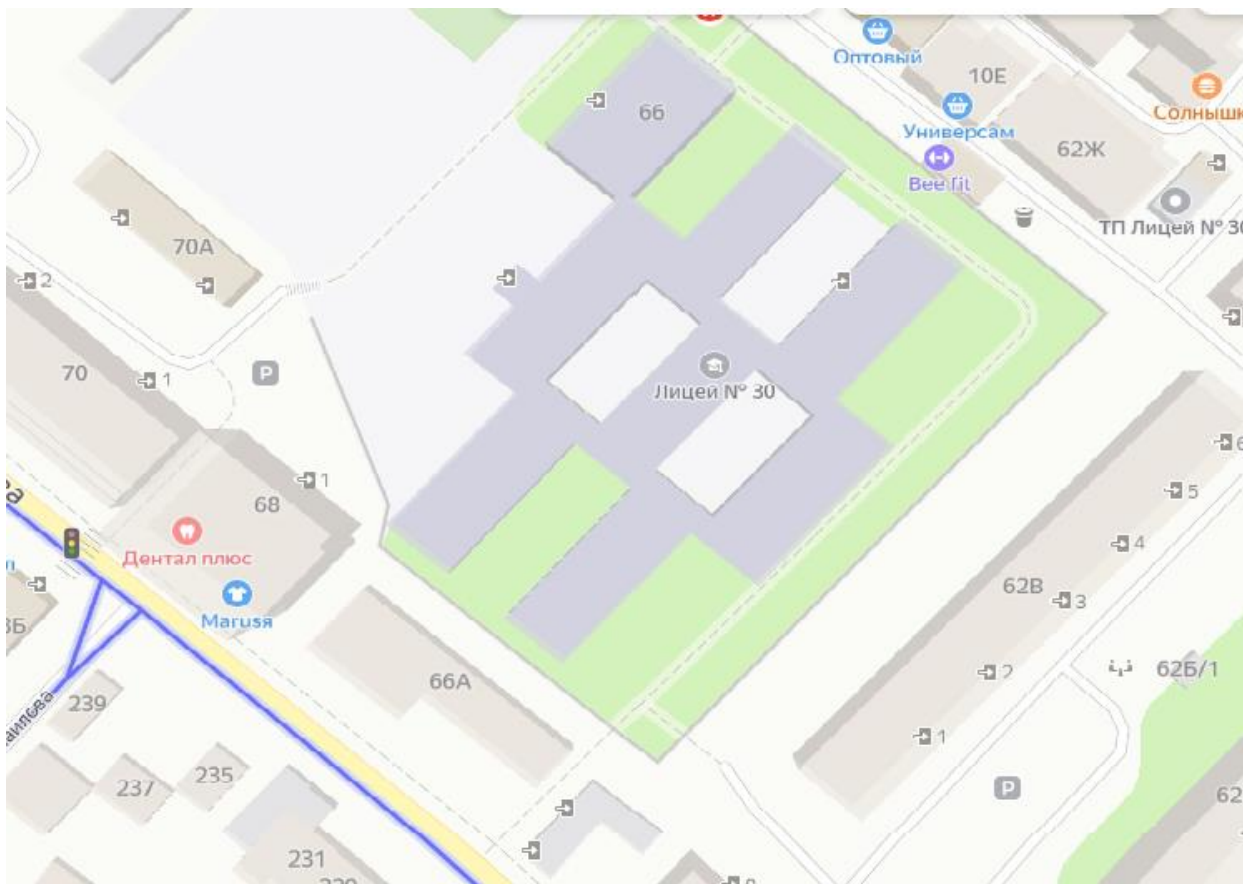 Оптовый
10Е
66
Солнышк
Универсам
62Ж
Bee fit
ТП Лицей № 30
70А
2
70
1
P
Лицей № 30
68
1
6
5
Дентал плюс
4
62В
3
Marusя
66А
2
62Б/1
239
1
235
237
P
62
231